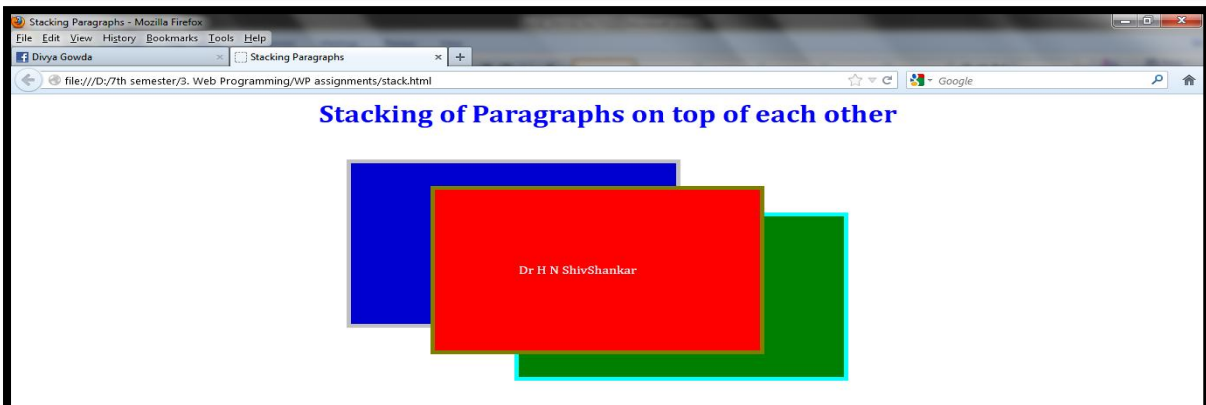 Stacking Paragraphs - Mozilla Firefox
File Edit View History Bookmarks Tools Help
Divya Gowda
Stacking Paragraphs
file:///D:/7th semester/3. Web Programming/WP assignments/stack.html
Google
Stacking of Paragraphs on top of each other
Dr H N ShivShankar